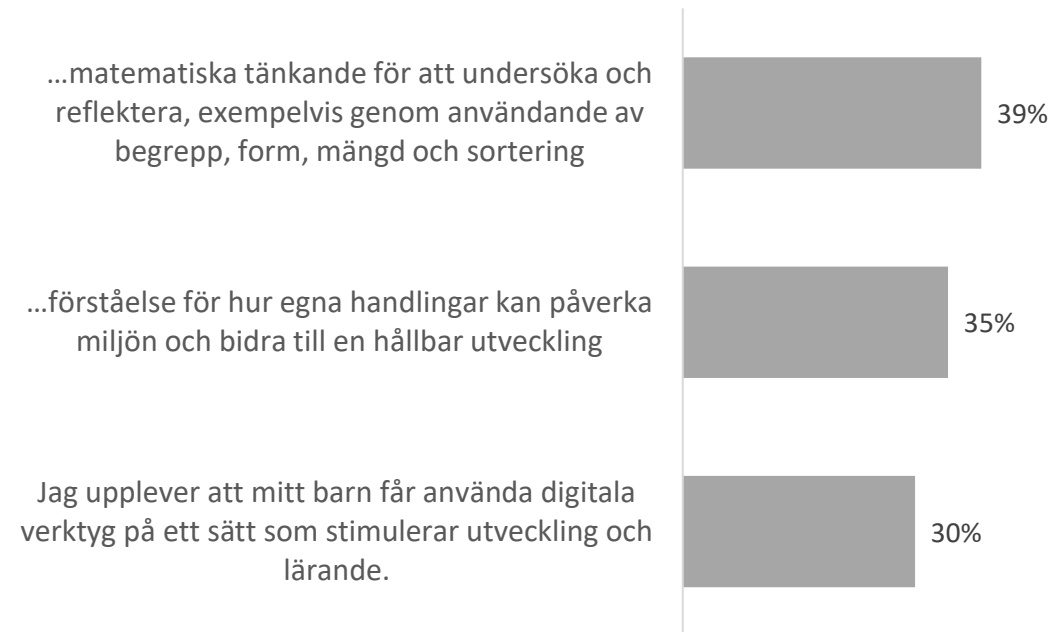 ...matematiska tänkande för att undersöka och
reflektera, exempelvis genom användande av
begrepp, form, mängd och sortering
39%
...förståelse för hur egna handlingar kan påverka
miljön och bidra till en hållbar utveckling
35%
Jag upplever att mitt barn får använda digitala
verktyg på ett sätt som stimulerar utveckling och
lärande.
30%